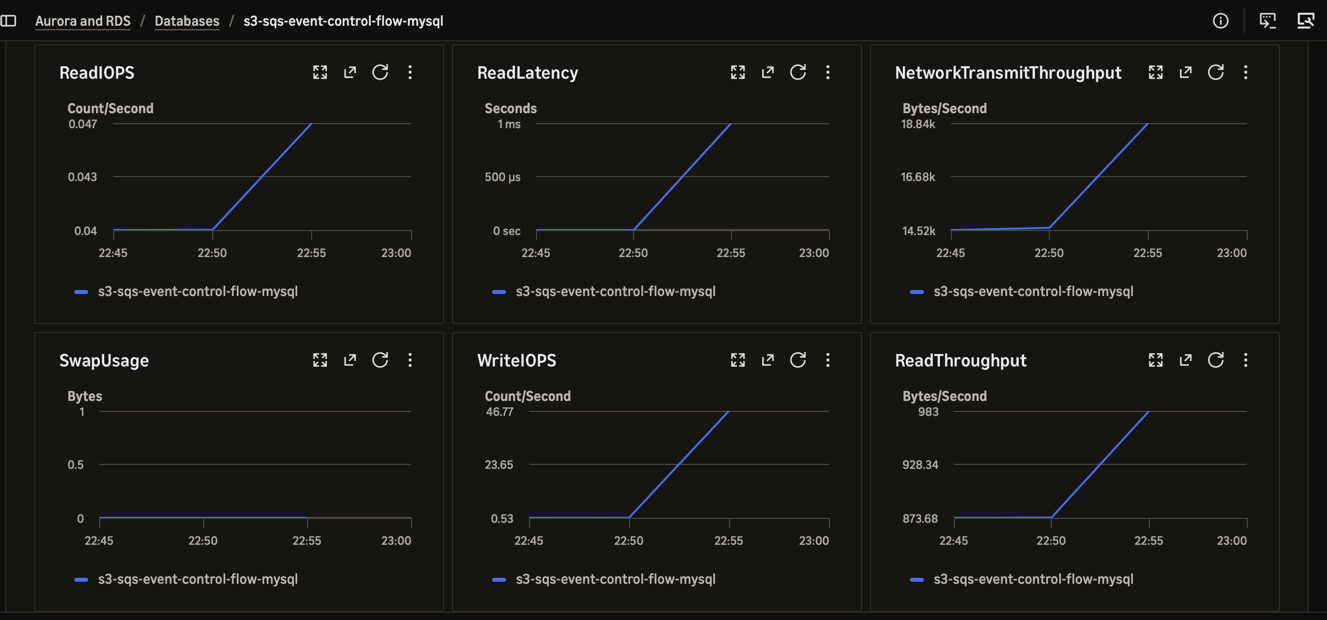 Aurora and RDS / Databases / s3-sqs-event-control-flow-mysql
ReadIOPS
Count/Second
0.047
0.043
0.04
22:45 22:50 22:55 23:00
s3-sqs-event-control-flow-mysql
ReadLatency
Seconds
1 ms
500 µs
0 sec
22:45 22:50 22:55 23:00
s3-sqs-event-control-flow-mysql
NetworkTransmitThroughput
Bytes/Second
18.84k
16.68k
14.52k
22:45 22:50 22:55 23:00
s3-sqs-event-control-flow-mysql
SwapUsage
Bytes
1
0.5
0
22:45 22:50 22:55 23:00
s3-sqs-event-control-flow-mysql
WriteIOPS
Count/Second
46.77
23.65
0.53
22:45 22:50 22:55 23:00
s3-sqs-event-control-flow-mysql
ReadThroughput
Bytes/Second
983
928.34
873.68
22:45 22:50 22:55 23:00
s3-sqs-event-control-flow-mysql